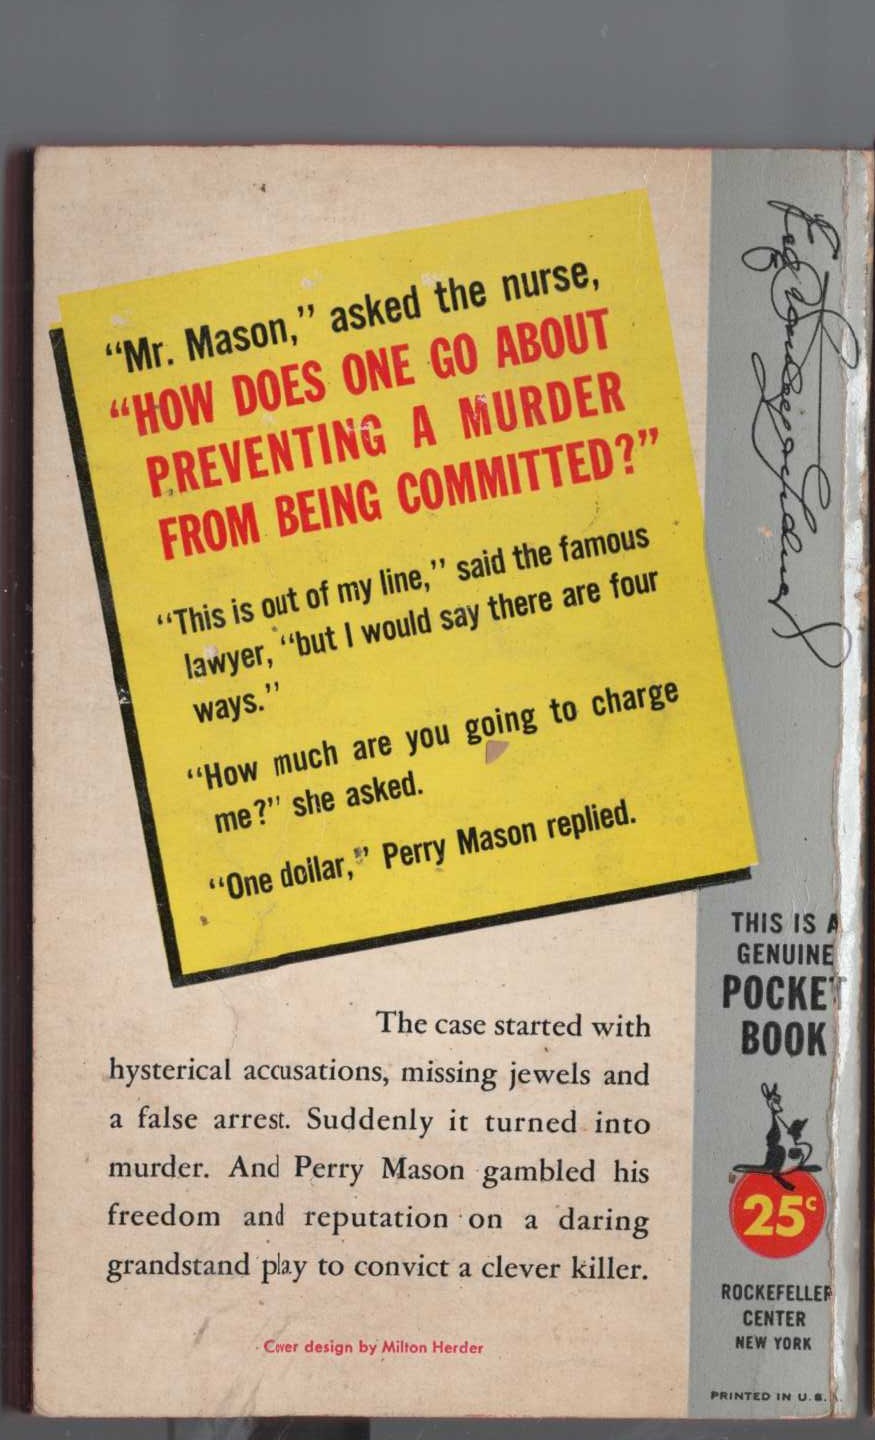 “Mr. Mason,” asked the nurse,
“HOW DOES ONE GO ABOUT
PREVENTING A MURDER
FROM BEING COMMITTED?”
“This is out of my line,” said the famous
lawyer, “but I would say there are four
ways.”
“How much are you going to charge
me?” she asked.
“One dollar,” Perry Mason replied.
The case started with
hysterical accusations, missing jewels and
a false arrest. Suddenly it turned into
murder. And Perry Mason gambled his
freedom and reputation on a daring
grandstand play to convict a clever killer.
Cover design by Milton Herder
Erle Stanley Gardner
THIS IS A
GENUINE
POCKET
BOOK
25c
ROCKEFELLER
CENTER
NEW YORK
PRINTED IN U.S.A.